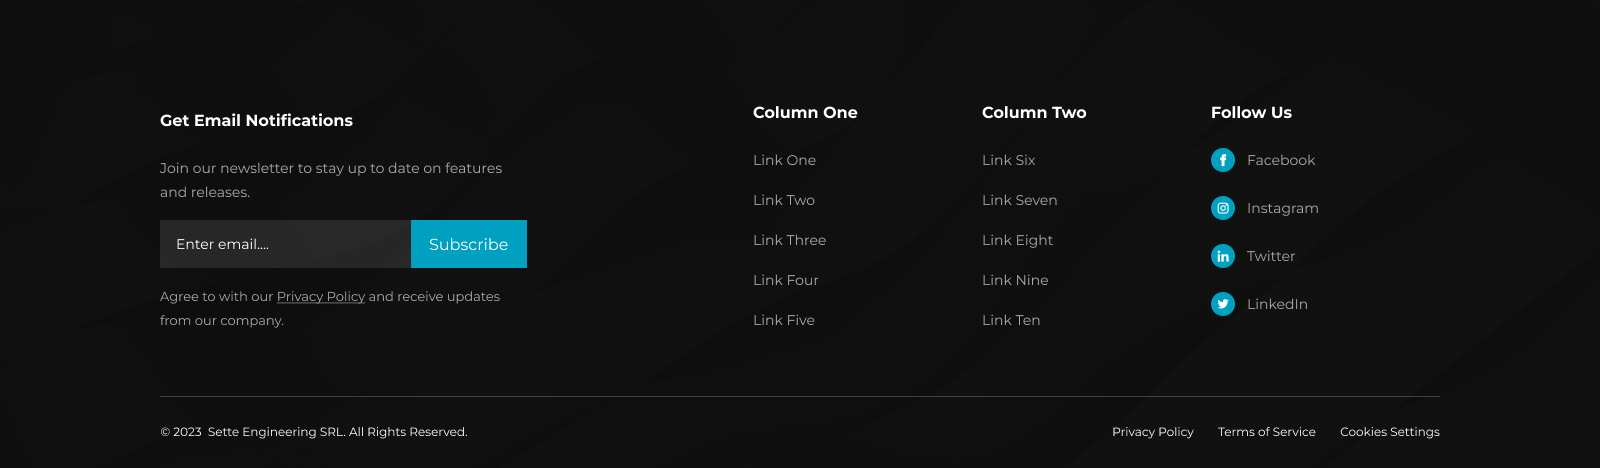 Get Email Notifications
Join our newsletter to stay up to date on features
and releases.
Enter email....
Subscribe
Agree to with our Privacy Policy and receive updates
from our company.
Column One
Link One
Link Two
Link Three
Link Four
Link Five
Column Two
Link Six
Link Seven
Link Eight
Link Nine
Link Ten
Follow Us
Facebook
Instagram
Twitter
LinkedIn
© 2023  Sette Engineering SRL. All Rights Reserved.
Privacy Policy
Terms of Service
Cookies Settings